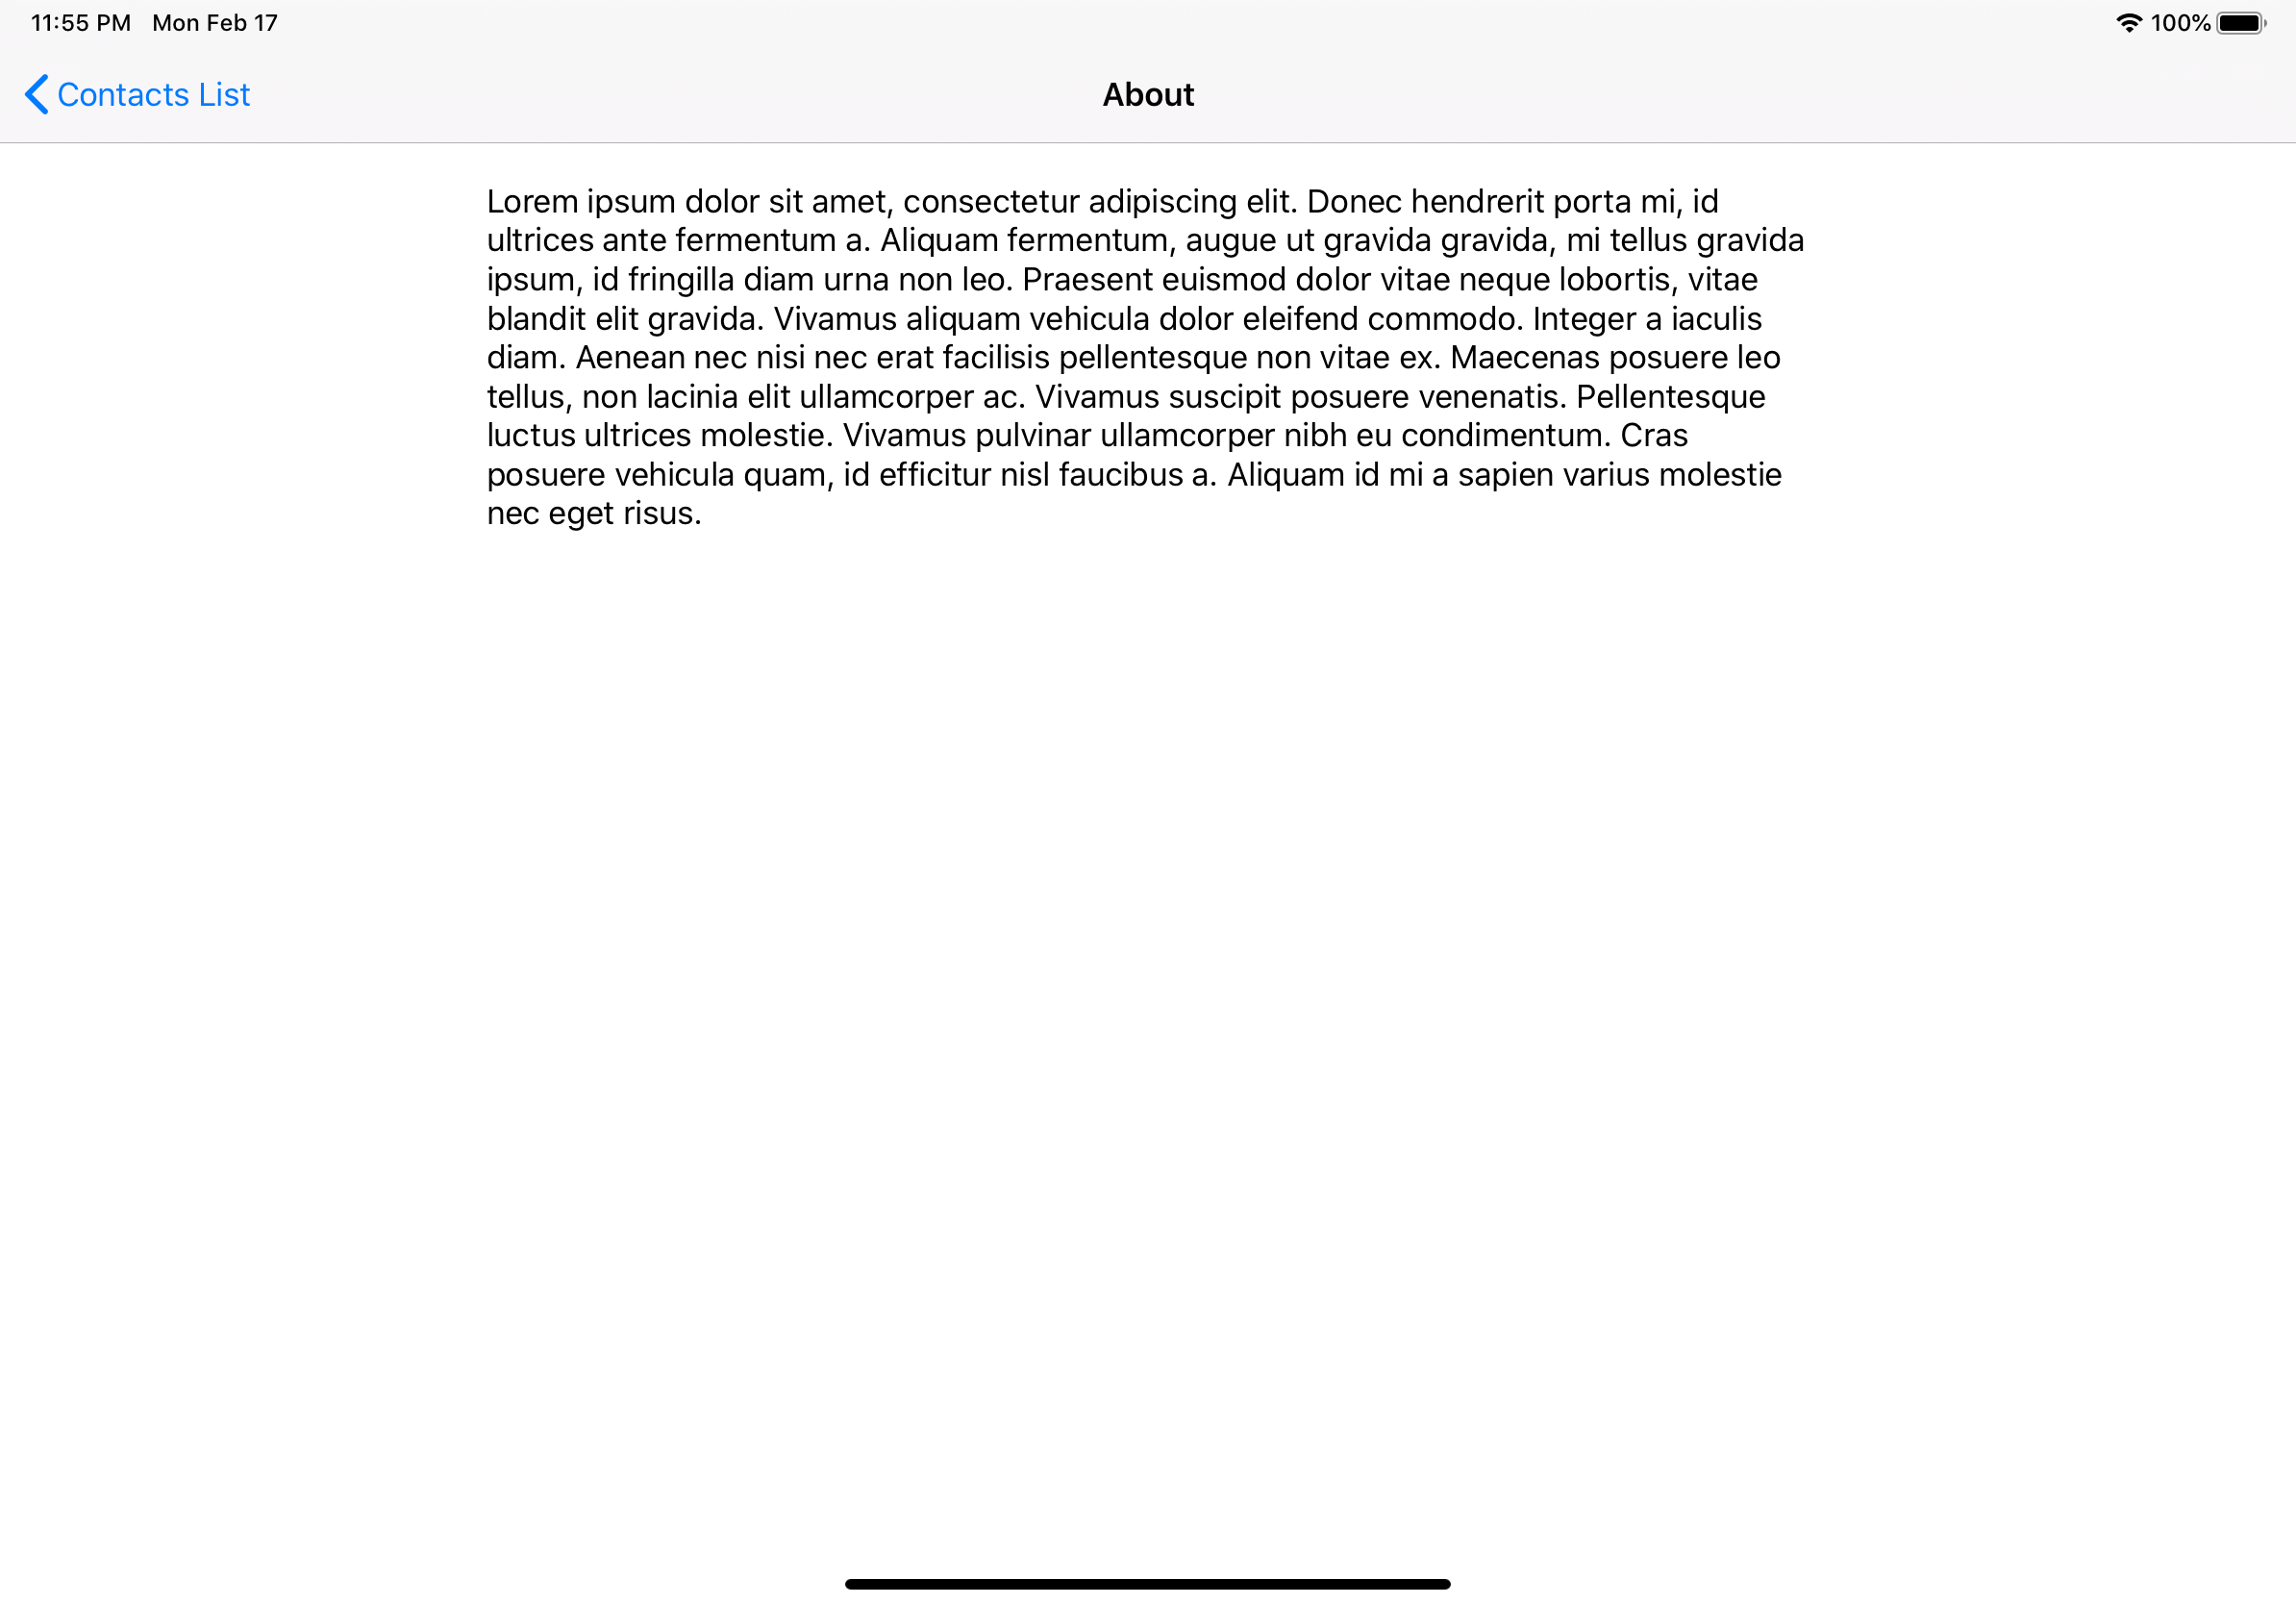 11:55 PM Mon Feb 17 100%
Contacts List About
Lorem ipsum dolor sit amet, consectetur adipiscing elit. Donec hendrerit porta mi, id
ultrices ante fermentum a. Aliquam fermentum, augue ut gravida gravida, mi tellus gravida
ipsum, id fringilla diam urna non leo. Praesent euismod dolor vitae neque lobortis, vitae
blandit elit gravida. Vivamus aliquam vehicula dolor eleifend commodo. Integer a iaculis
diam. Aenean nec nisi nec erat facilisis pellentesque non vitae ex. Maecenas posuere leo
tellus, non lacinia elit ullamcorper ac. Vivamus suscipit posuere venenatis. Pellentesque
luctus ultrices molestie. Vivamus pulvinar ullamcorper nibh eu condimentum. Cras
posuere vehicula quam, id efficitur nisl faucibus a. Aliquam id mi a sapien varius molestie
nec eget risus.